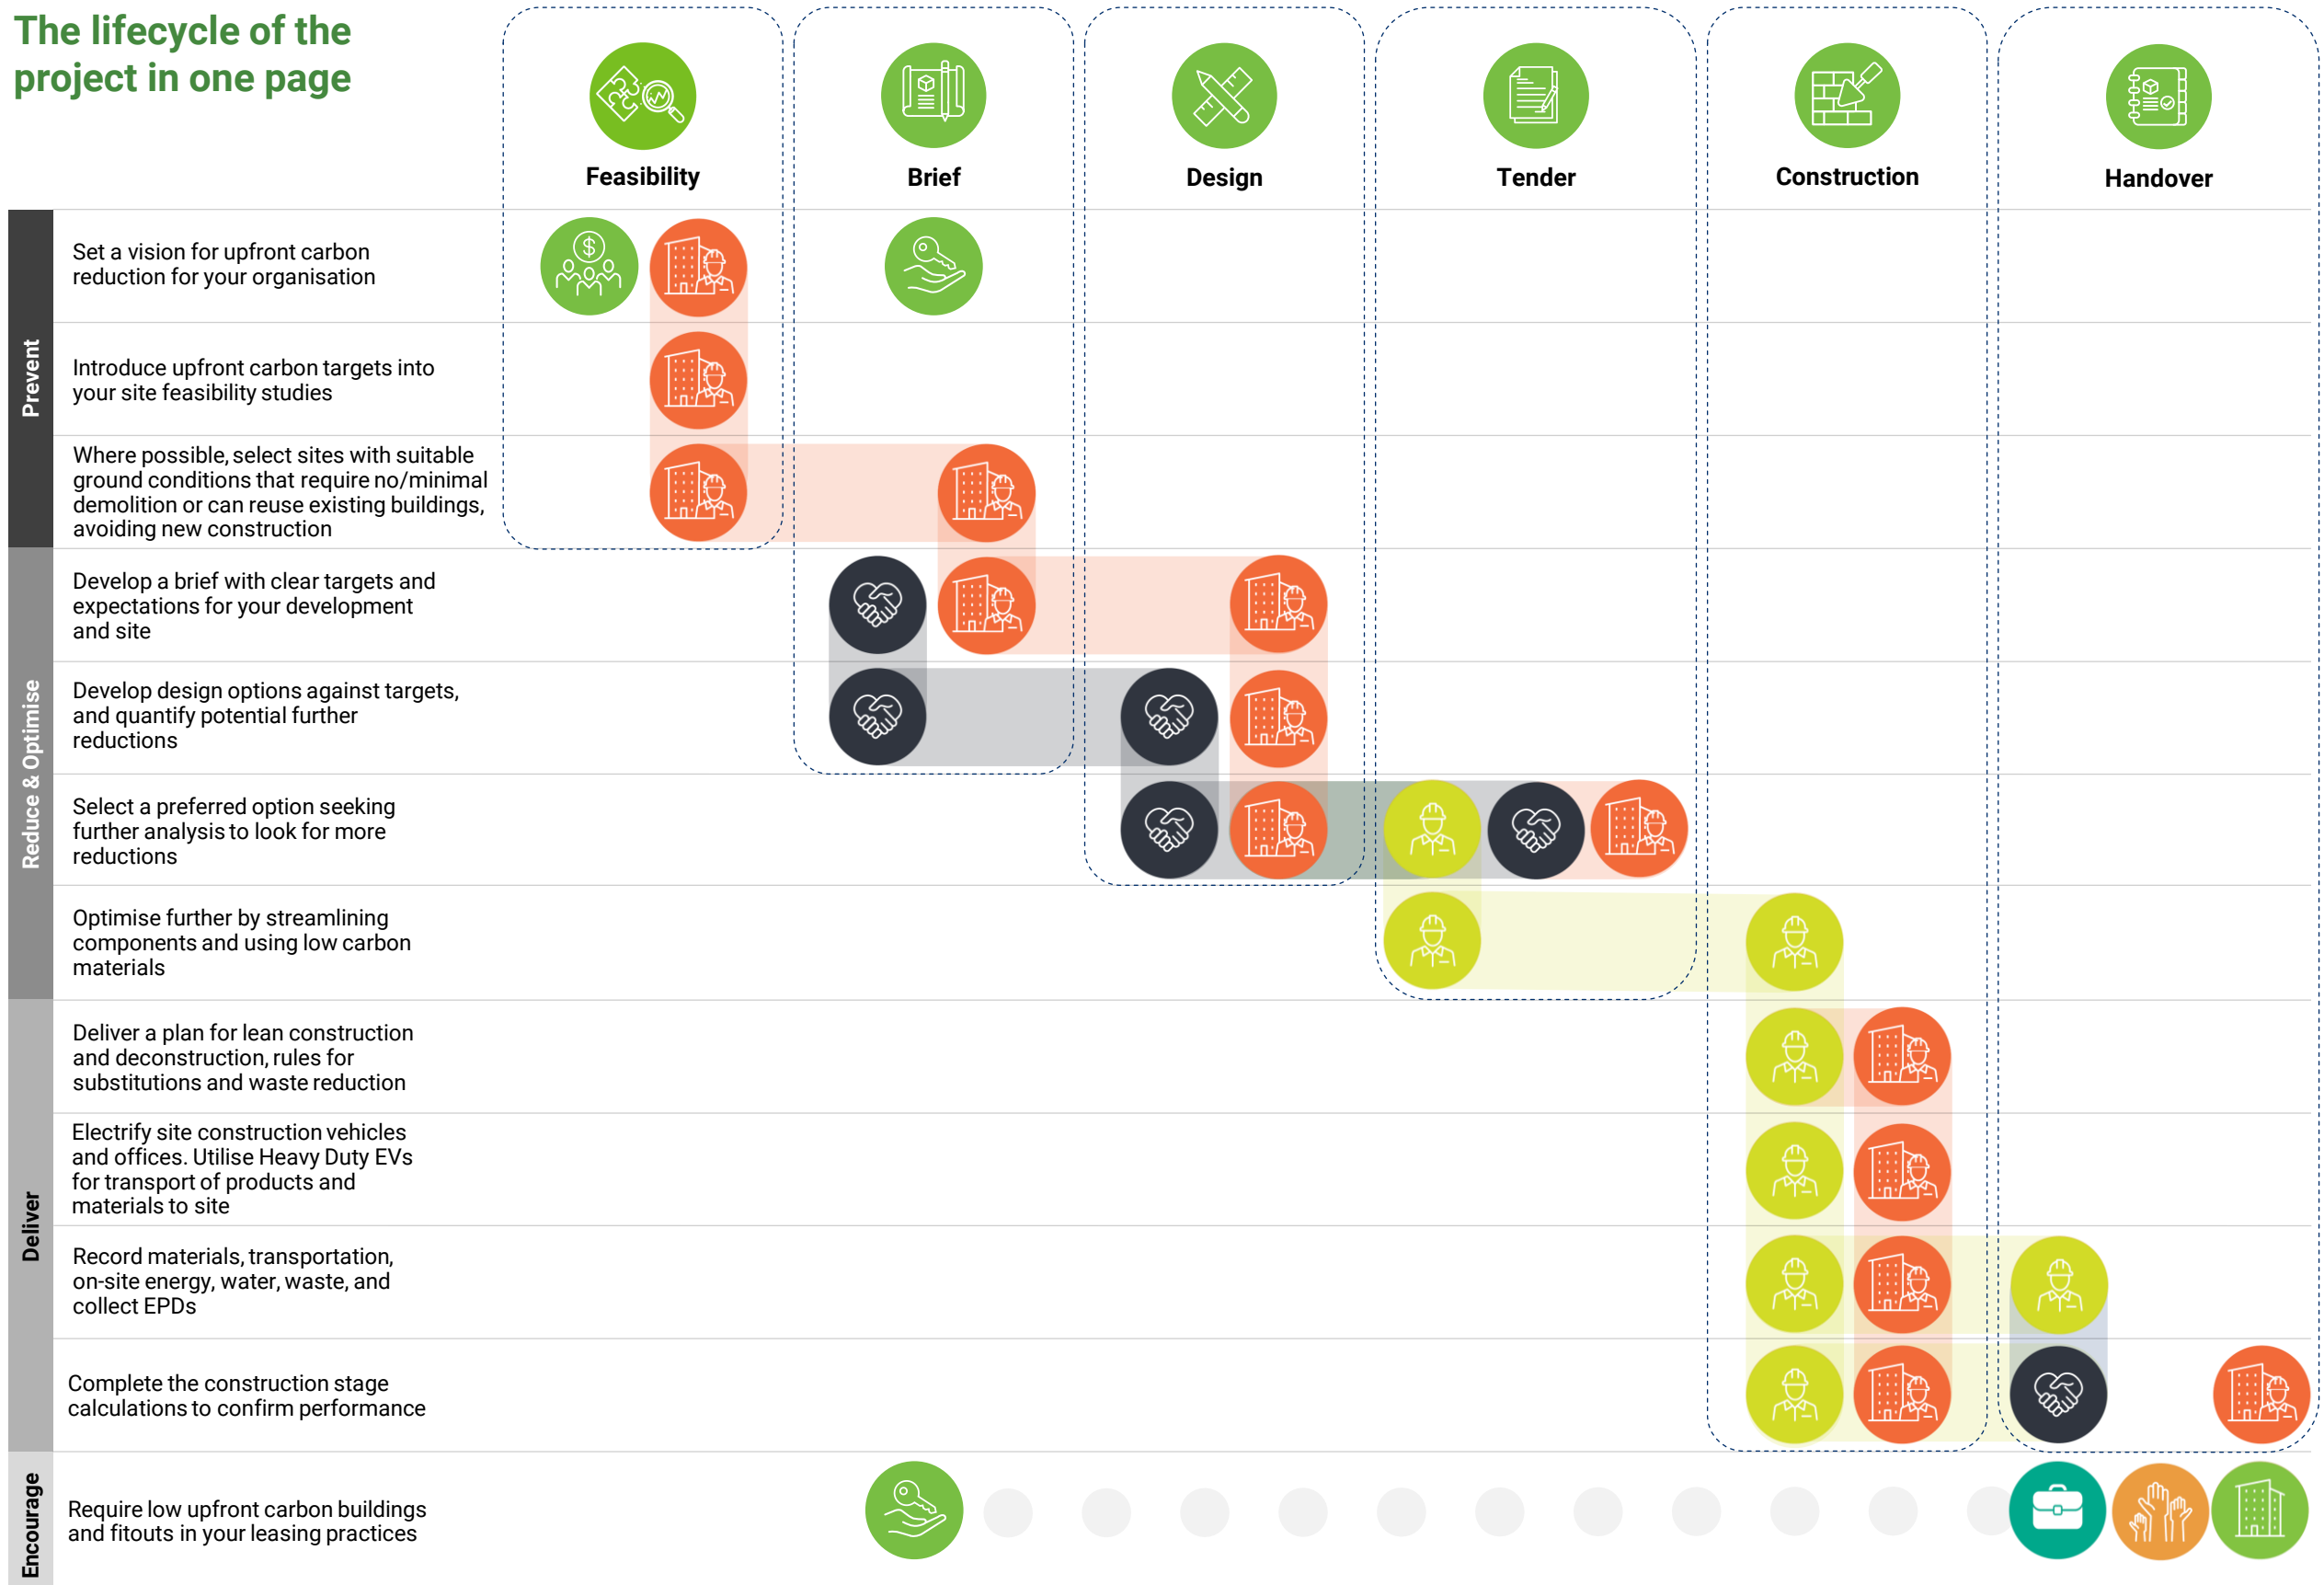 The lifecycle of the
project in one page
Feasibility
Brief
Design
Tender
Construction
Handover
Prevent
Set a vision for upfront carbon
reduction for your organisation
Introduce upfront carbon targets into
your site feasibility studies
Where possible, select sites with suitable
ground conditions that require no/minimal
demolition or can reuse existing buildings,
avoiding new construction
Reduce & Optimise
Develop a brief with clear targets and
expectations for your development
and site
Develop design options against targets,
and quantify potential further
reductions
Select a preferred option seeking
further analysis to look for more
reductions
Optimise further by streamlining
components and using low carbon
materials
Deliver
Deliver a plan for lean construction
and deconstruction, rules for
substitutions and waste reduction
Electrify site construction vehicles
and offices. Utilise Heavy Duty EVs
for transport of products and
materials to site
Record materials, transportation,
on-site energy, water, waste, and
collect EPDs
Complete the construction stage
calculations to confirm performance
Encourage
Require low upfront carbon buildings
and fitouts in your leasing practices